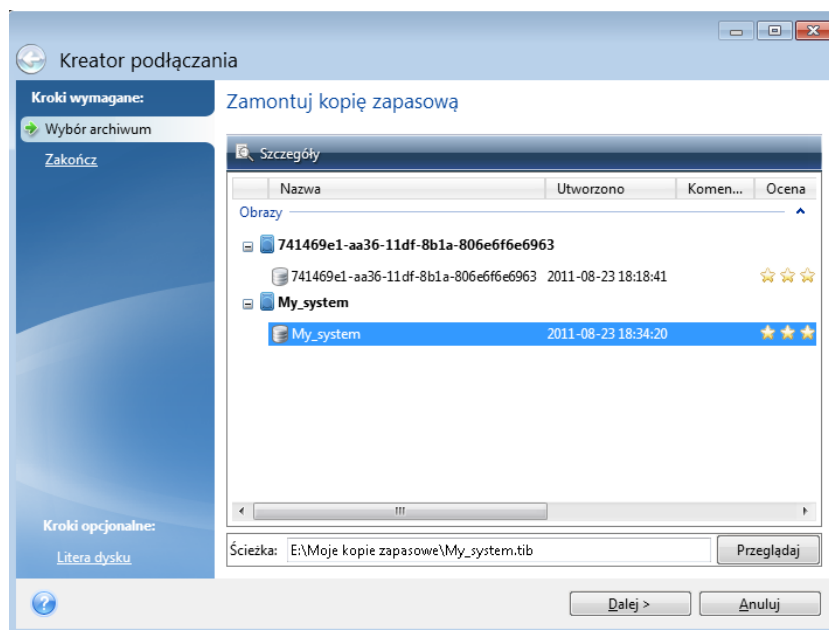 Kreator podłączania
Kroki wymagane:
Wybór archiwum
Zakończ
Kroki opcjonalne:
Litera dysku
Zamontuj kopię zapasową
Szczegóły
Nazwa Utworzono Komen... Ocena
Obrazy
741469e1-aa36-11df-8b1a-806e6f6e6963
741469e1-aa36-11df-8b1a-806e6f6e6963 2011-08-23 18:18:41
My_system
My_system 2011-08-23 18:34:20
Ścieżka: E:\Moje kopie zapasowe\My_system.tib Przeglądaj
Dalej > Anuluj